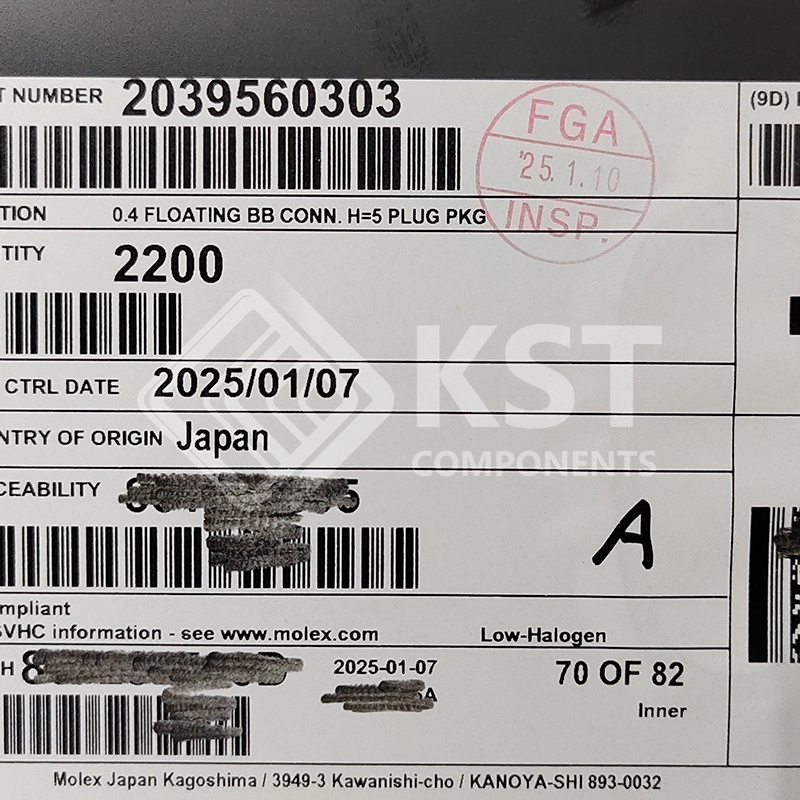 T NUMBER 2039560303
(9D)
FGA
'25.1.10
INSP.
TION 0.4 FLOATING BB CONN. H=5 PLUG PKG
TITY 2200
KST
COMPONENTS
CTRL DATE 2025/01/07
NTRY OF ORIGIN Japan
CEABILITY
A
mpliant
SVHC information - see www.molex.com
Low-Halogen
H 8
2025-01-07
70 OF 82
Inner
Molex Japan Kagoshima / 3949-3 Kawanishi-cho / KANOYA-SHI 893-0032